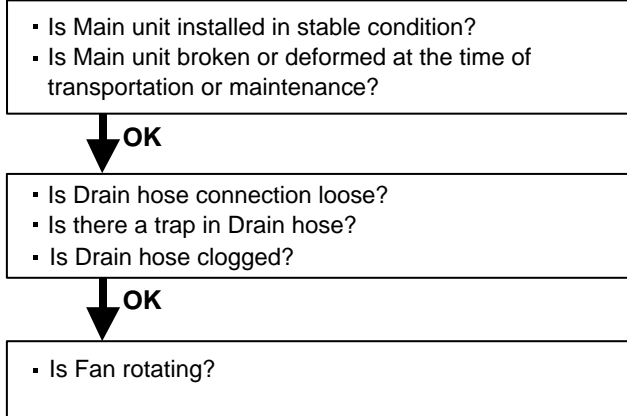 ▪ Is Main unit installed in stable condition?
▪ Is Main unit broken or deformed at the time of
transportation or maintenance?
OK
▪ Is Drain hose connection loose?
▪ Is there a trap in Drain hose?
▪ Is Drain hose clogged?
OK
▪ Is Fan rotating?